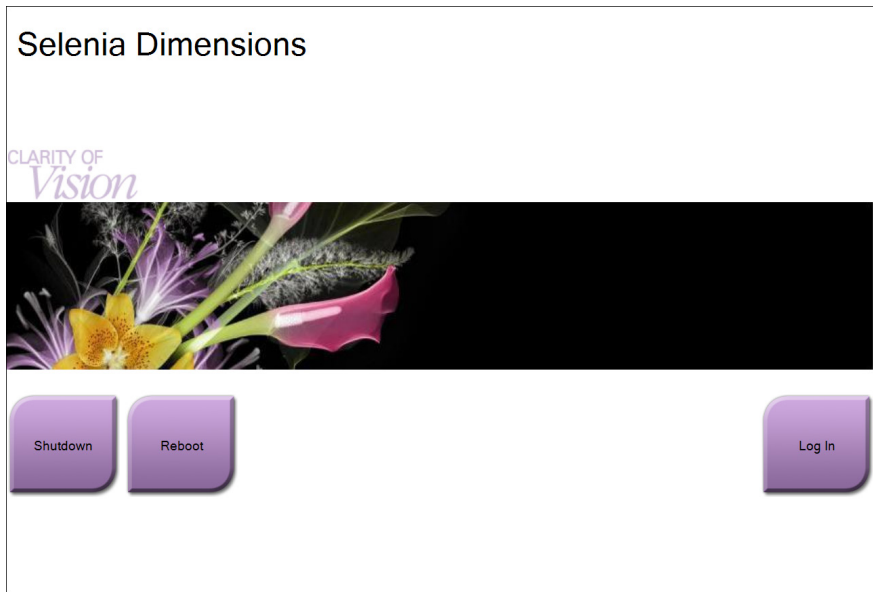 Selenia Dimensions
CLARITY OF
Vision
Shutdown
Reboot
Log In